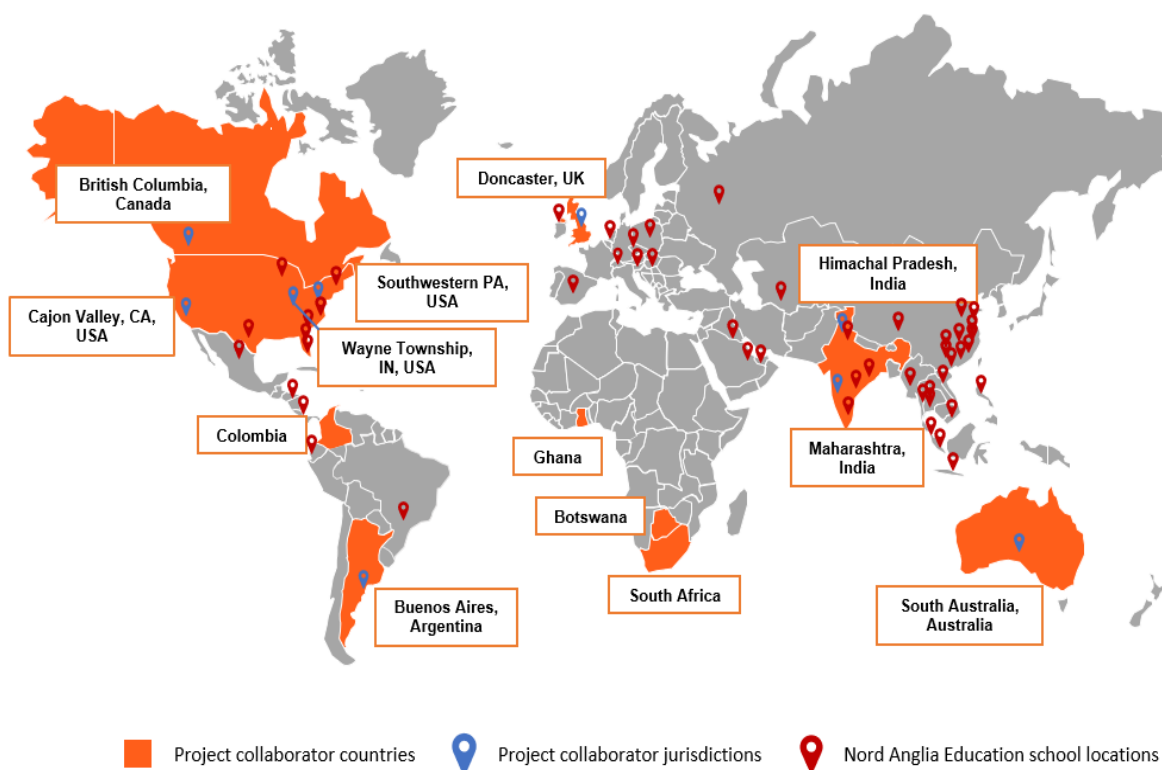 British Columbia,
Canada
Doncaster, UK
Southwestern PA,
USA
Himachal Pradesh,
India
Cajon Valley, CA,
USA
Wayne Township,
IN, USA
Colombia
Ghana
Maharashtra,
India
Botswana
South Africa
Buenos Aires,
Argentina
South Australia,
Australia
Project collaborator countries
Project collaborator jurisdictions
Nord Anglia Education school locations